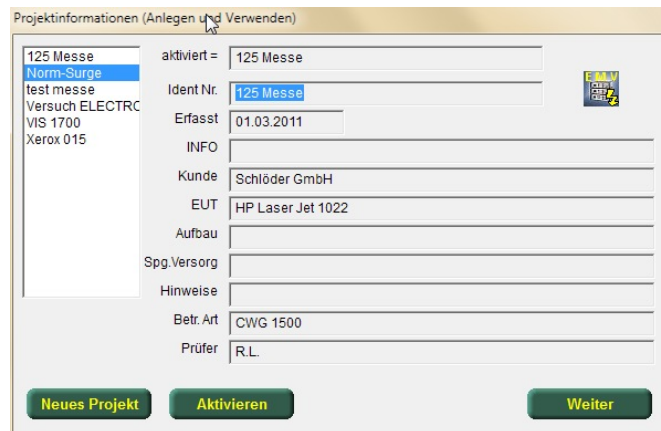 Projektinformationen (Anlegen und Verwenden)
125 Messe
Norm-Surge
test messe
Versuch ELECTRO
VIS 1700
Xerox 015
aktiviert = 125 Messe
Ident Nr. 125 Messe
Erfasst 01.03.2011
INFO
Kunde Schlöder GmbH
EUT HP Laser Jet 1022
Aufbau
Spg.Versorg
Hinweise
Betr. Art CWG 1500
Prüfer R.L.
E M V
Neues Projekt Aktivieren Weiter